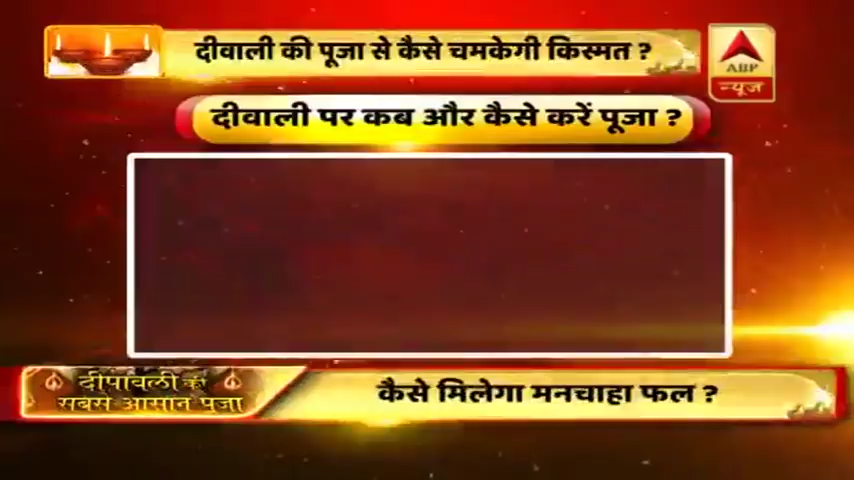 दीवाली की पूजा से कैसे चमकेगी किस्मत ?
ABP
न्यूज़
दीवाली पर कब और कैसे करें पूजा ?
दीपावली की
सबसे आसान पूजा
कैसे मिलेगा मनचाहा फल ?